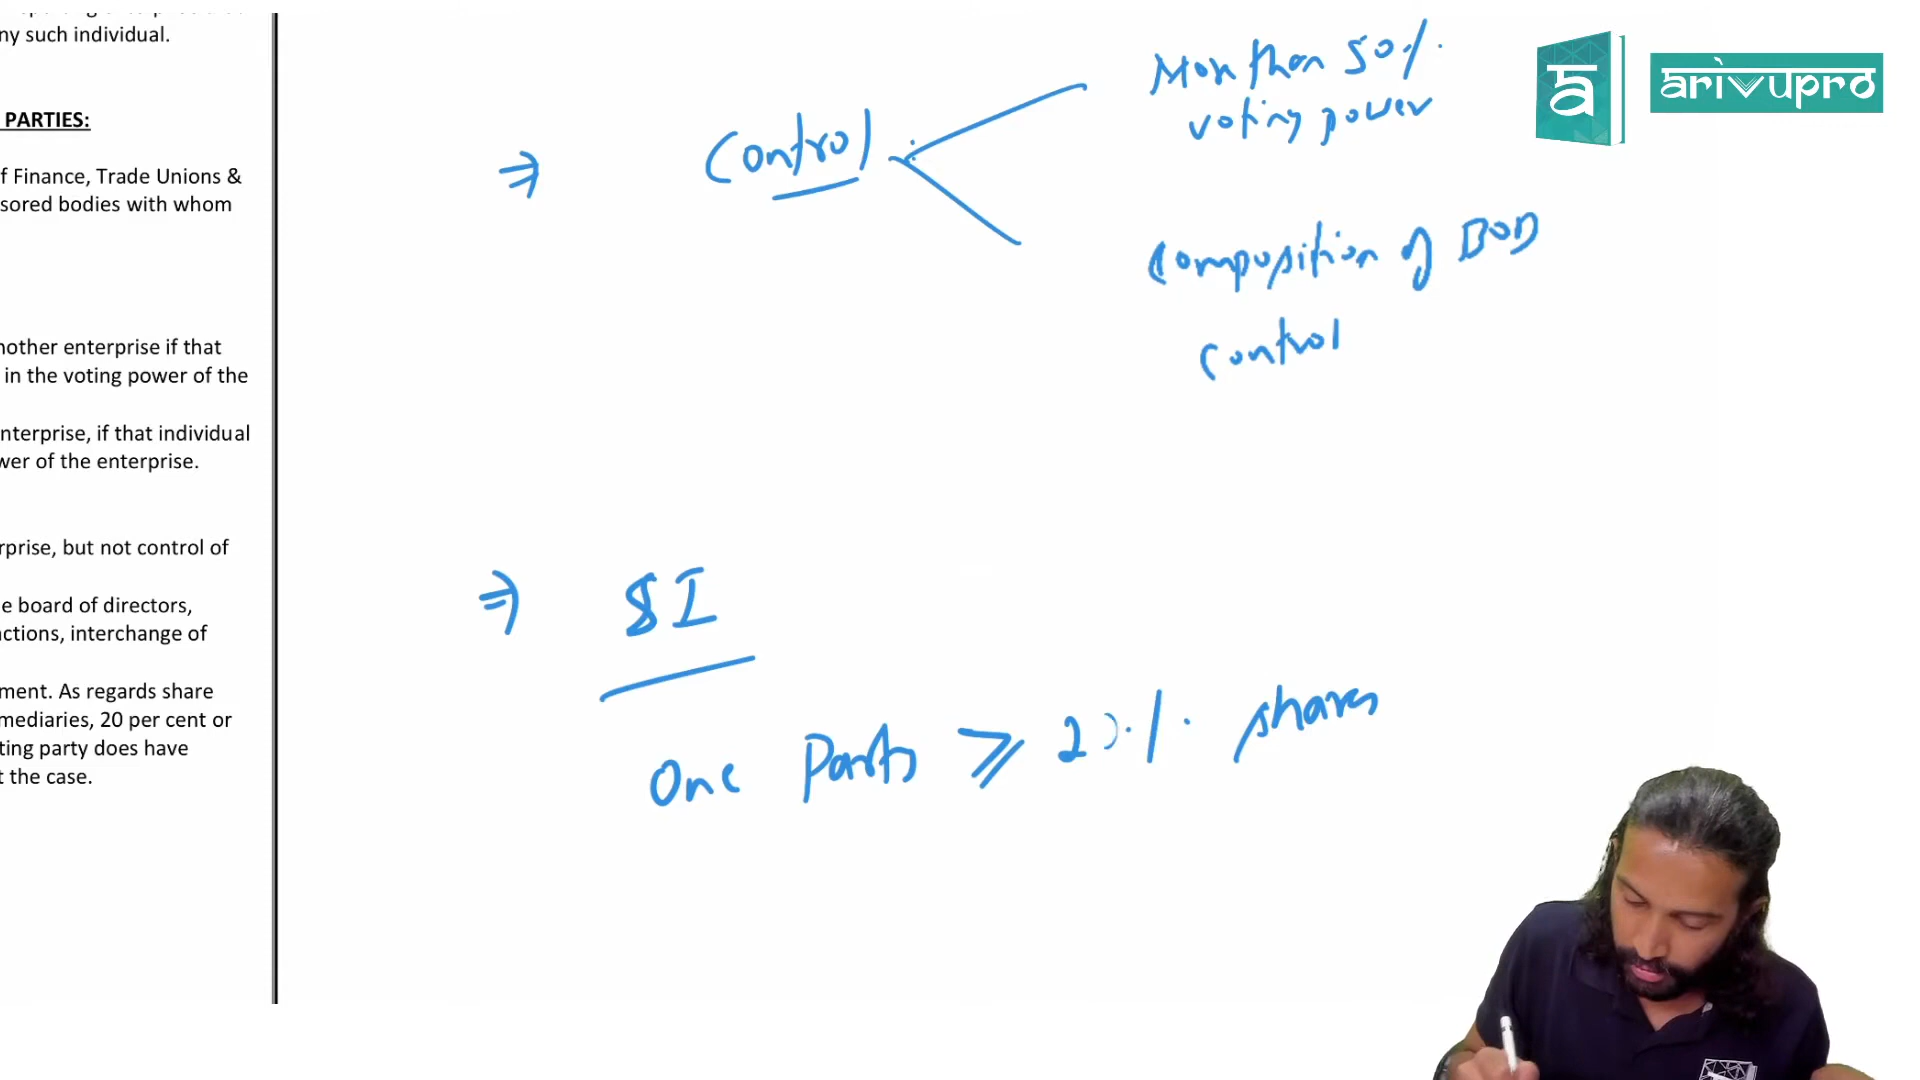 ny such individual.
PARTIES:
f Finance, Trade Unions &
sored bodies with whom
nother enterprise if that
in the voting power of the
nterprise, if that individual
wer of the enterprise.
rprise, but not control of
e board of directors,
actions, interchange of
ment. As regards share
mediaries, 20 per cent or
ting party does have
t the case.
⇒ Control
More than 50%
voting power
Composition of BOD
control
⇒ SI
One Party ≥ 20% shares
arivupro